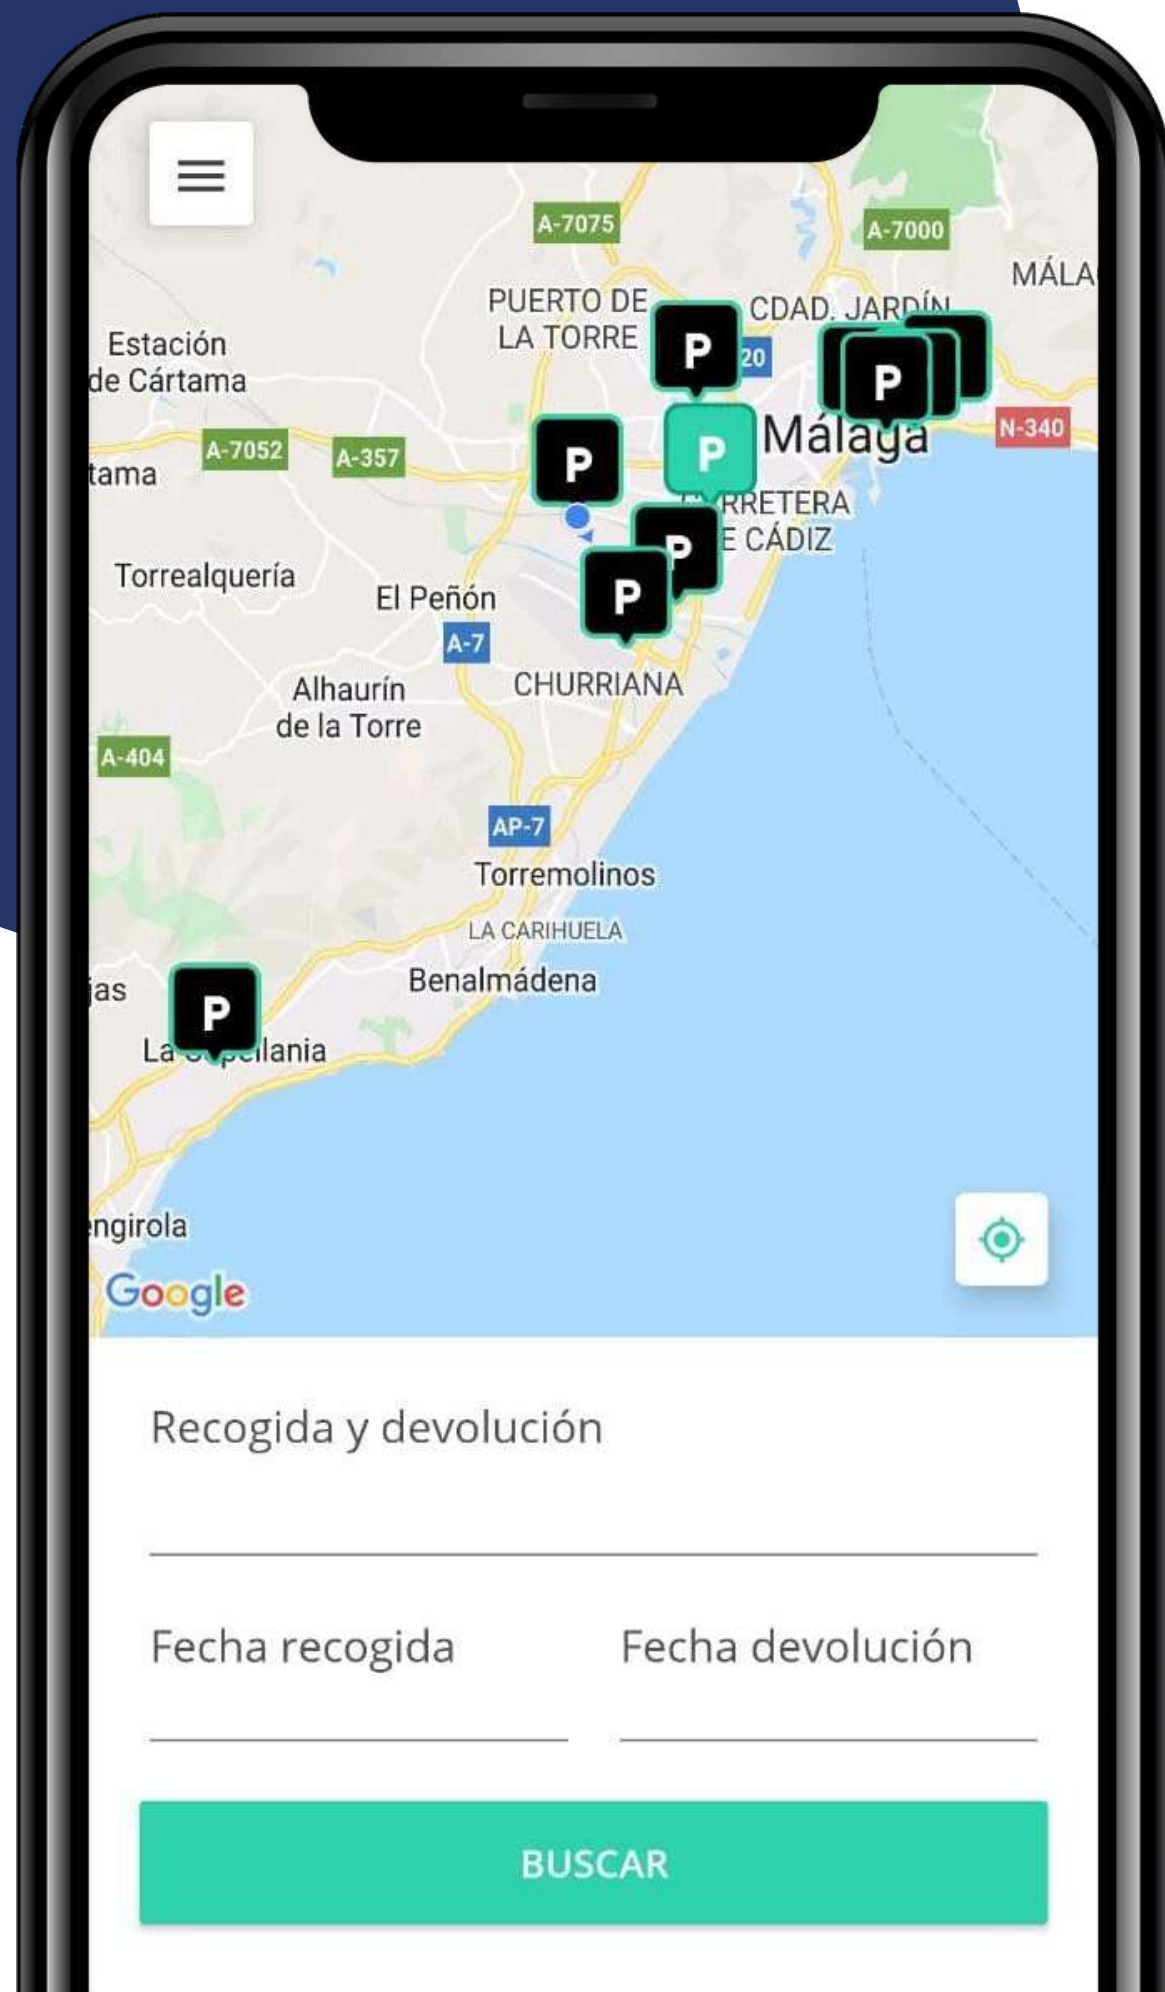 A-7075
A-7000
MÁLA
PUERTO DE
LA TORRE
CDAD. JARDÍN
Estación
de Cártama
P
20
P
Málaga
N-340
A-7052
A-357
P
P
tama
RRETERA
E CÁDIZ
P
Torrealquería
El Peñón
P
A-7
CHURRIANA
Alhaurín
de la Torre
A-404
AP-7
Torremolinos
LA CARIHUELA
Benalmádena
jas
P
La llania
ngirola
Google
Recogida y devolución
Fecha recogida
Fecha devolución
BUSCAR